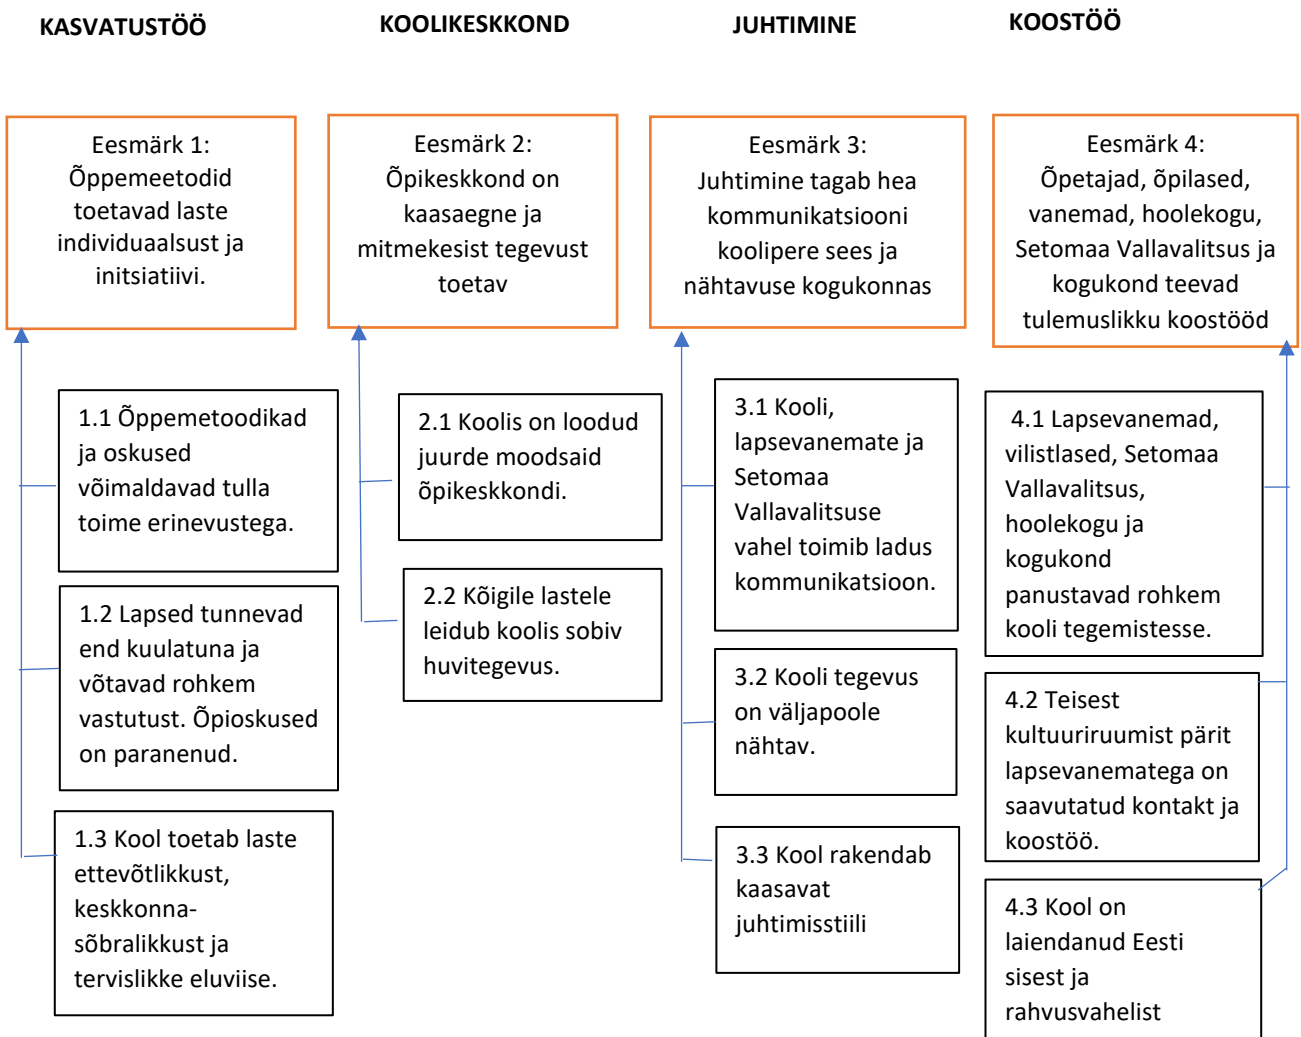 KASVATUSTÖÖ
KOOLIKESKKOND
JUHTIMINE
KOOSTÖÖ
Eesmärk 1:
Õppemeetodid
toetavad laste
individuaalsust ja
initsiatiivi.
Eesmärk 2:
Õpikeskkond on
kaasaegne ja
mitmekesist tegevust
toetav
Eesmärk 3:
Juhtimine tagab hea
kommunikatsiooni
koolipere sees ja
nähtavuse kogukonnas
Eesmärk 4:
Õpetajad, õpilased,
vanemad, hoolekogu,
Setomaa Vallavalitsus ja
kogukond teevad
tulemuslikku koostööd
1.1 Õppemetoodikad
ja oskused
võimaldavad tulla
toime erinevustega.
1.2 Lapsed tunnevad
end kuulatuna ja
võtavad rohkem
vastutust. Õpioskused
on paranenud.
1.3 Kool toetab laste
ettevõtlikkust,
keskkonna-
sõbralikkust ja
tervislikke eluviise.
2.1 Koolis on loodud
juurde moodsaid
õpikeskkondi.
2.2 Kõigile lastele
leidub koolis sobiv
huvitegevus.
3.1 Kooli,
lapsevanemate ja
Setomaa
Vallavalitsuse
vahel toimib ladus
kommunikatsioon.
3.2 Kooli tegevus
on väljapoole
nähtav.
3.3 Kool rakendab
kaasavat
juhtimisstiili
4.1 Lapsevanemad,
vilistlased, Setomaa
Vallavalitsus,
hoolekogu ja
kogukond
panustavad rohkem
kooli tegemistesse.
4.2 Teisest
kultuuriruumist pärit
lapsevanematega on
saavutatud kontakt ja
koostöö.
4.3 Kool on
laiendanud Eesti
sisest ja
rahvusvahelist